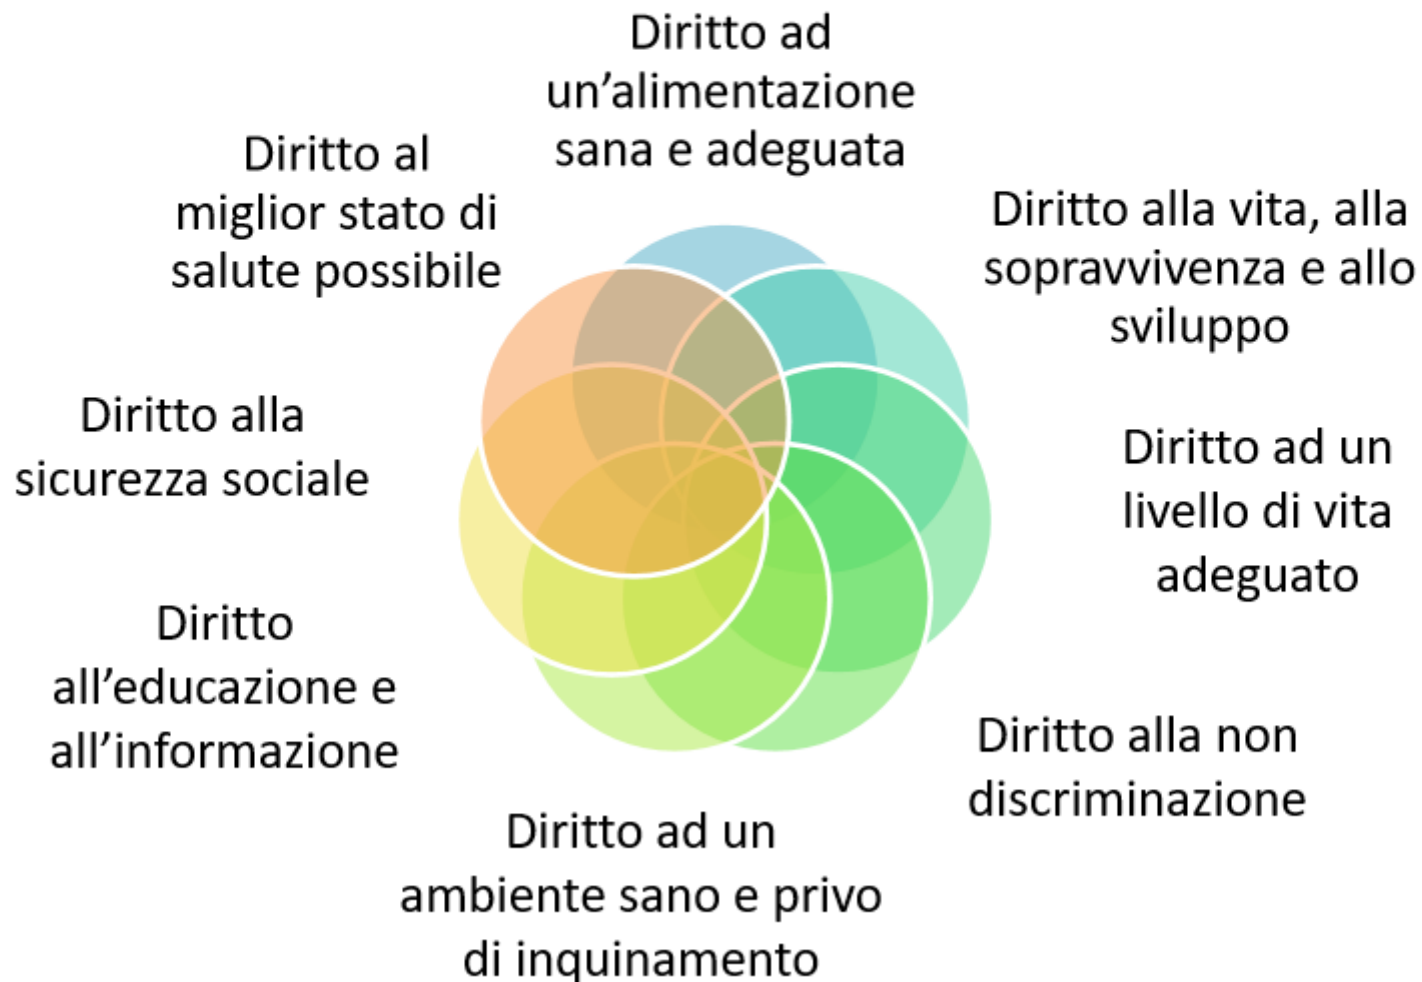 Diritto ad
un’alimentazione
sana e adeguata
Diritto alla vita, alla
sopravvivenza e allo
sviluppo
Diritto ad un
livello di vita
adeguato
Diritto alla non
discriminazione
Diritto ad un
ambiente sano e privo
di inquinamento
Diritto
all’educazione e
all’informazione
Diritto alla
sicurezza sociale
Diritto al
miglior stato di
salute possibile